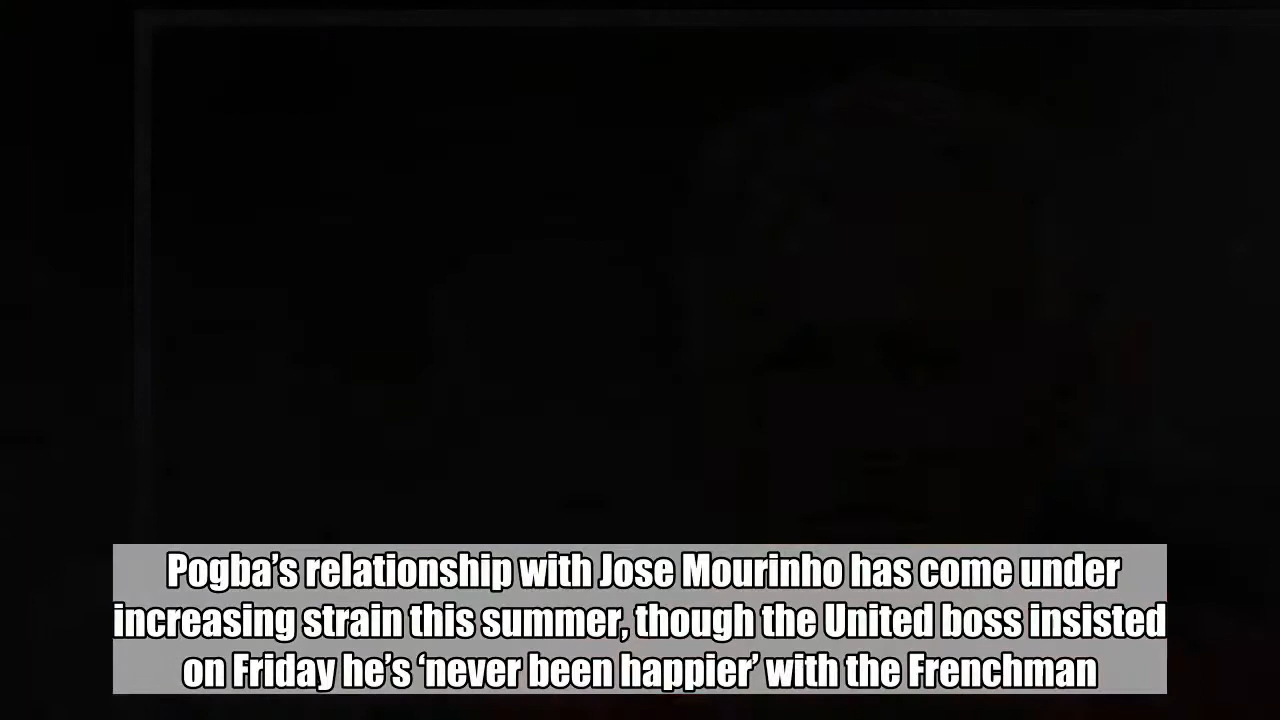 Pogba’s relationship with Jose Mourinho has come under
increasing strain this summer, though the United boss insisted
on Friday he’s ‘never been happier’ with the Frenchman